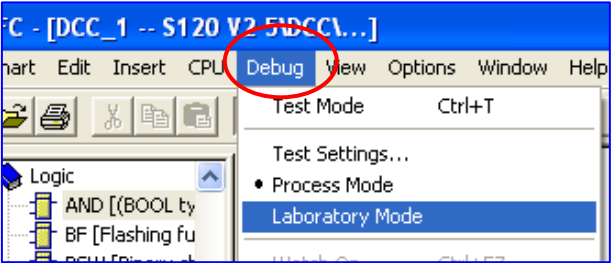 FC - [DCC_1 -- S120 V2 5\DCC\...]
hart Edit Insert CPU Debug View Options Window Help
Test Mode Ctrl+T
Test Settings...
• Process Mode
Laboratory Mode
Logic
AND [(BOOL ty
BF [Flashing fu